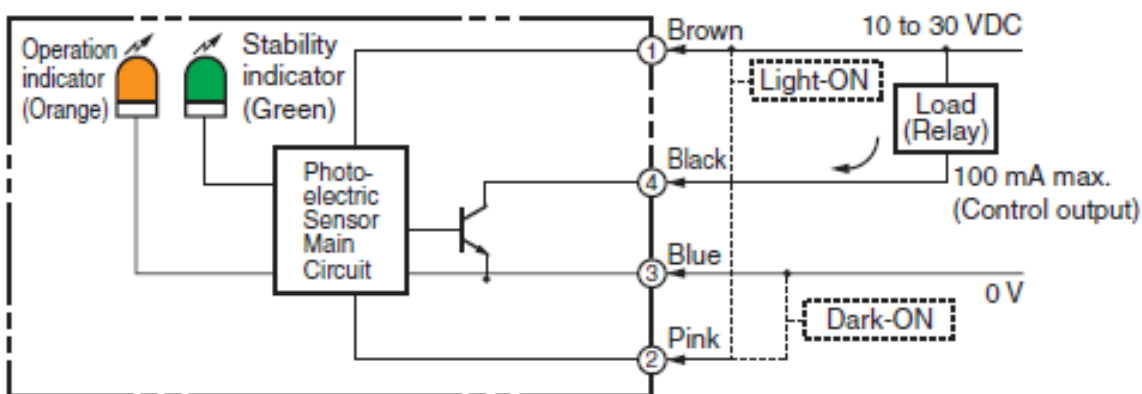 Operation
indicator
(Orange)
Stability
indicator
(Green)
Photo-
electric
Sensor
Main
Circuit
1
Brown
10 to 30 VDC
Light-ON
Load
(Relay)
4
Black
100 mA max.
(Control output)
3
Blue
0 V
Dark-ON
2
Pink